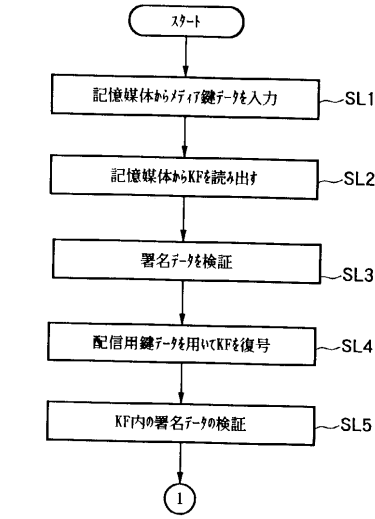 スタート
記憶媒体からメディア鍵データを入力
SL1
記憶媒体からKFを読み出す
SL2
署名データを検証
SL3
配信用鍵データを用いてKFを復号
SL4
KF内の署名データの検証
SL5
1